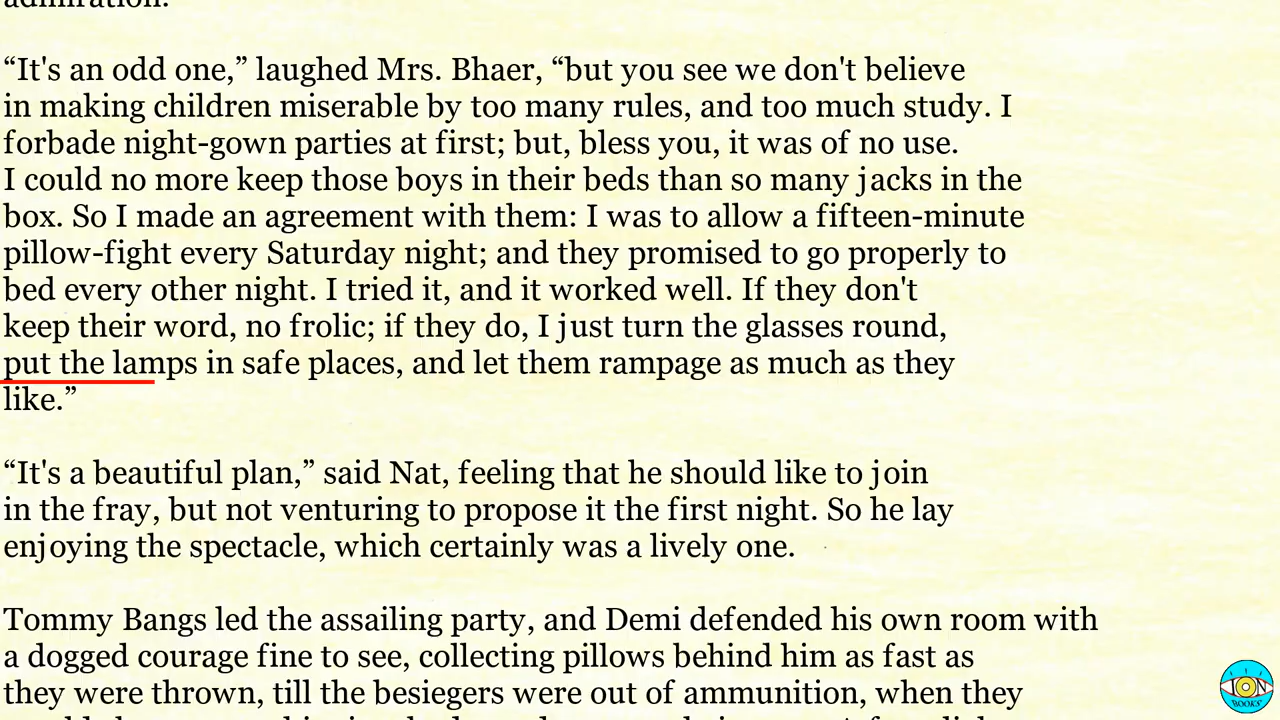 admiration.
“It's an odd one,” laughed Mrs. Bhaer, “but you see we don't believe
in making children miserable by too many rules, and too much study. I
forbade night-gown parties at first; but, bless you, it was of no use.
I could no more keep those boys in their beds than so many jacks in the
box. So I made an agreement with them: I was to allow a fifteen-minute
pillow-fight every Saturday night; and they promised to go properly to
bed every other night. I tried it, and it worked well. If they don't
keep their word, no frolic; if they do, I just turn the glasses round,
put the lamps in safe places, and let them rampage as much as they
like.”
“It's a beautiful plan,” said Nat, feeling that he should like to join
in the fray, but not venturing to propose it the first night. So he lay
enjoying the spectacle, which certainly was a lively one.
Tommy Bangs led the assailing party, and Demi defended his own room with
a dogged courage fine to see, collecting pillows behind him as fast as
they were thrown, till the besiegers were out of ammunition, when they
ION
BOOKS